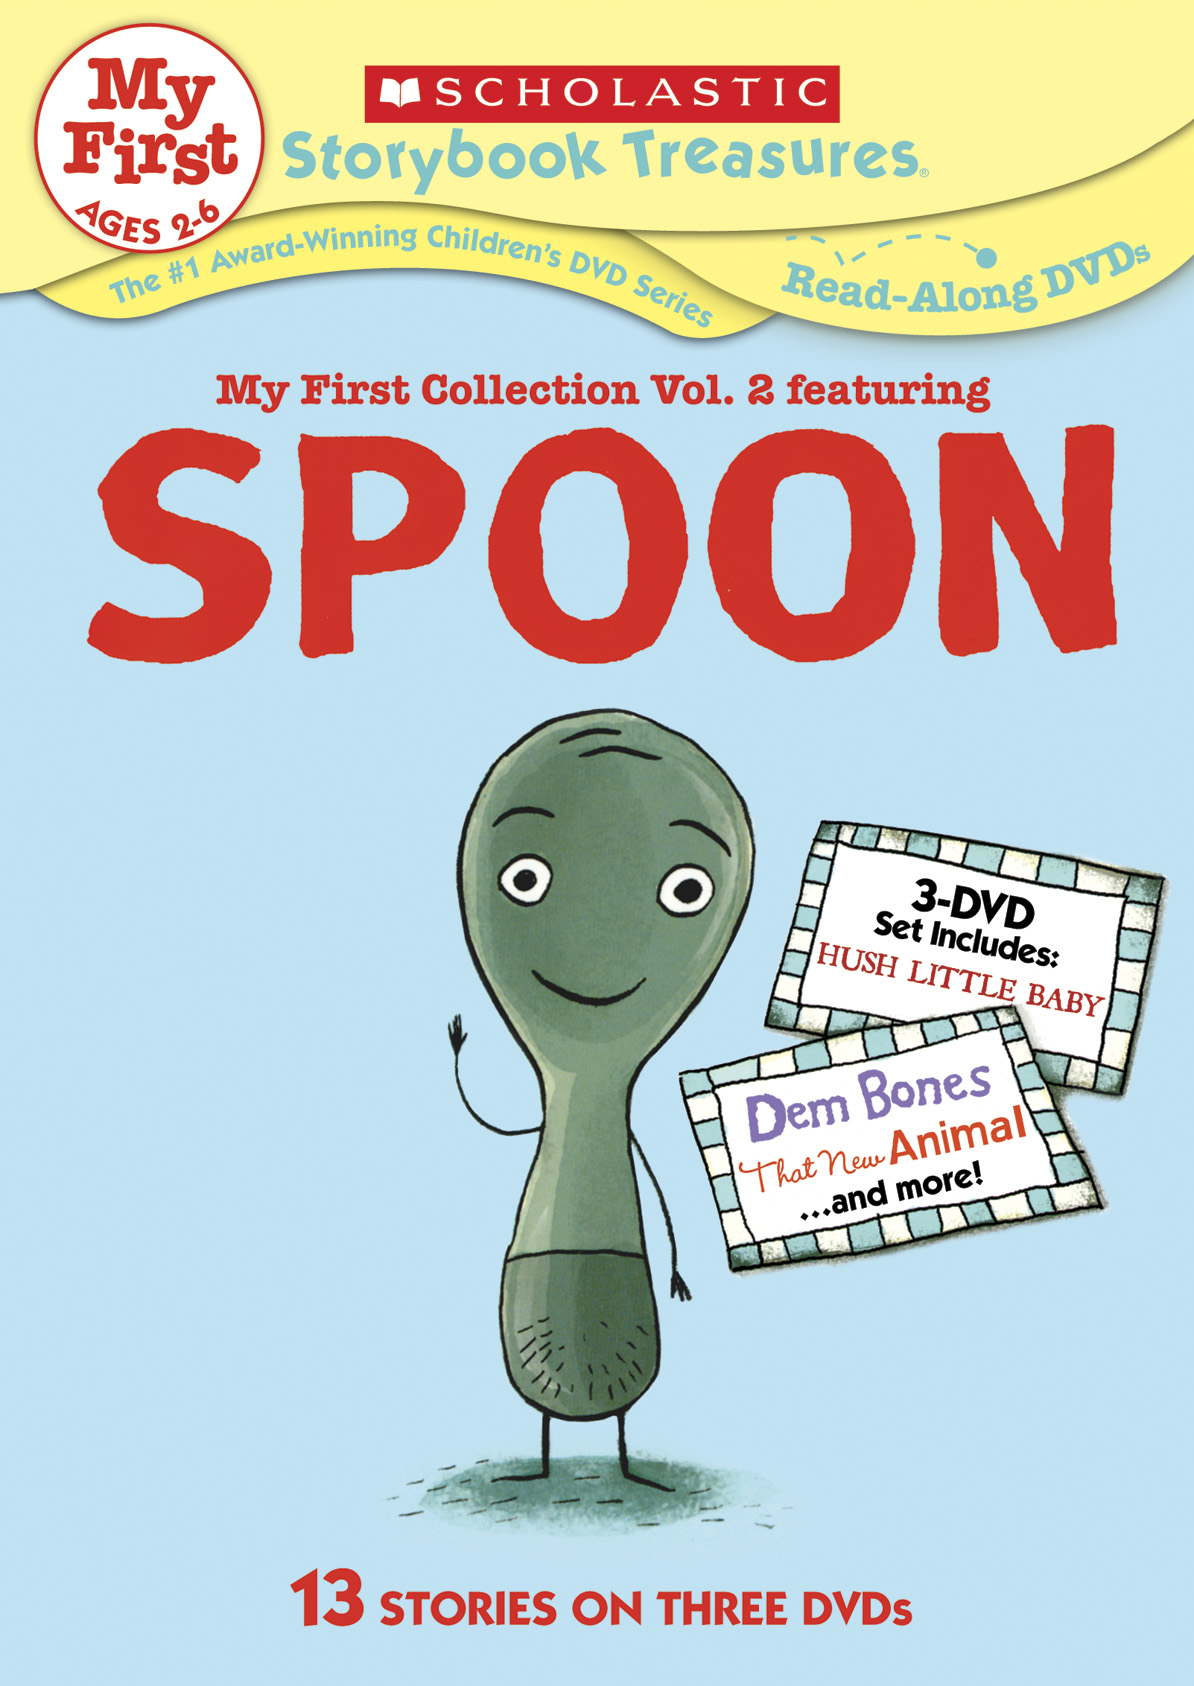 My
First
AGES 2-6
SCHOLASTIC
Storybook Treasures®
The #1 Award-Winning Children's DVD Series
Read-Along DVDs
My First Collection Vol. 2 featuring
SPOON
3-DVD
Set Includes:
HUSH LITTLE BABY
Dem Bones
That New Animal
...and more!
13 STORIES ON THREE DVDs